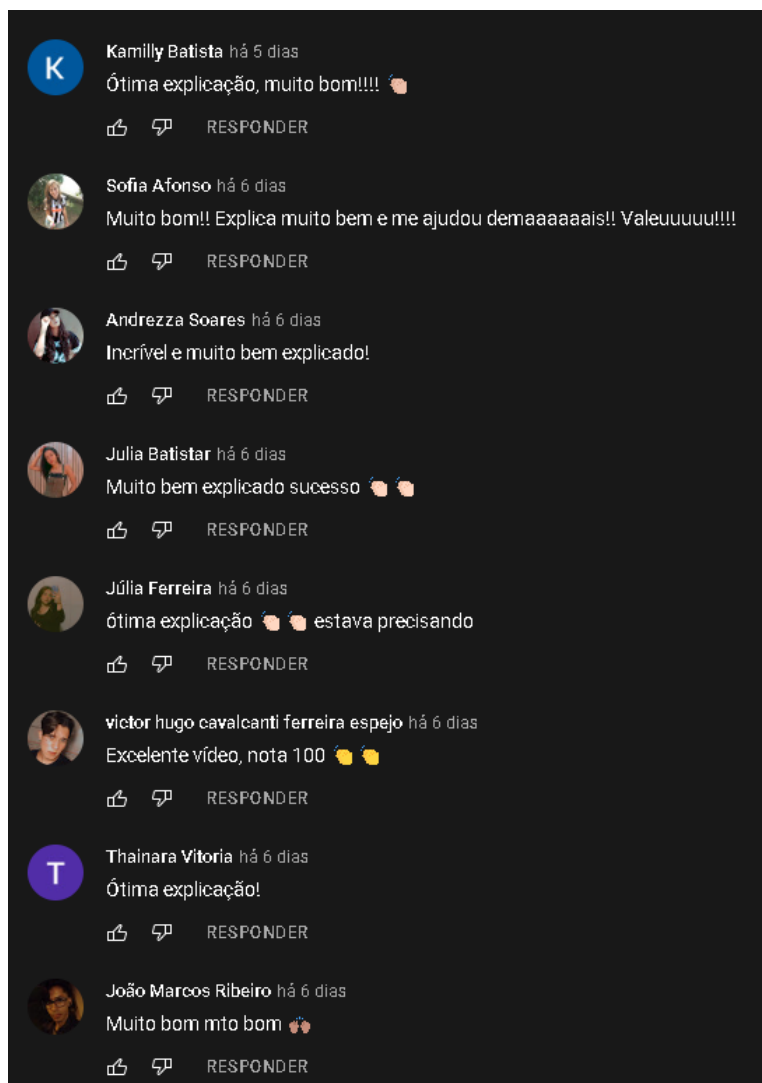 K
Kamilly Batista há 5 dias
Ótima explicação, muito bom!!!! 👏🏼
RESPONDER
Sofia Afonso há 6 dias
Muito bom!! Explica muito bem e me ajudou demaaaaaais!! Valeuuuuu!!!!
RESPONDER
Andrezza Soares há 6 dias
Incrível e muito bem explicado!
RESPONDER
Julia Batistar há 6 dias
Muito bem explicado sucesso 👏🏻 👏🏻
RESPONDER
Júlia Ferreira há 6 dias
ótima explicação 👏🏻 👏🏻 estava precisando
RESPONDER
victor hugo cavalcanti ferreira espejo há 6 dias
Excelente vídeo, nota 100 👏 👏
RESPONDER
T
Thainara Vitoria há 6 dias
Ótima explicação!
RESPONDER
João Marcos Ribeiro há 6 dias
Muito bom mto bom 🙌🏽
RESPONDER